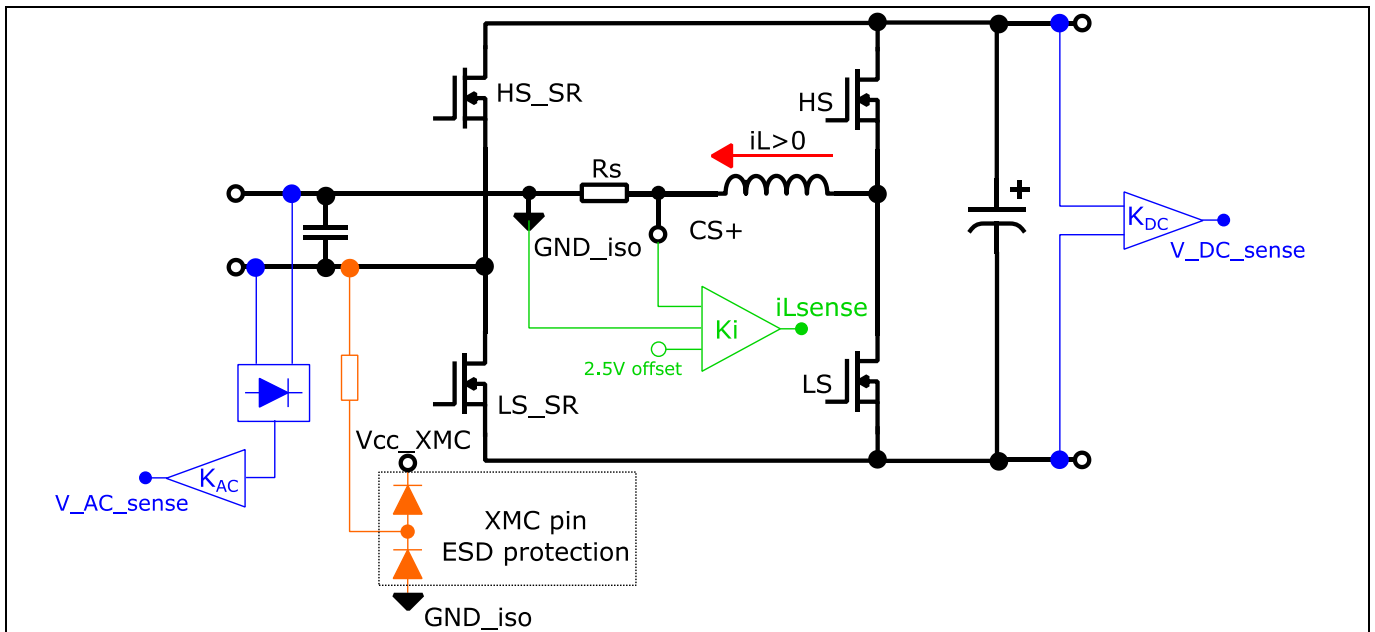 HS_SR
HS
iL>0
Rs
CS+
GND_iso
KDC
V_DC_sense
iLsense
Ki
2.5V offset
LS
LS_SR
Vcc_XMC
KAC
V_AC_sense
XMC pin
ESD protection
GND_iso